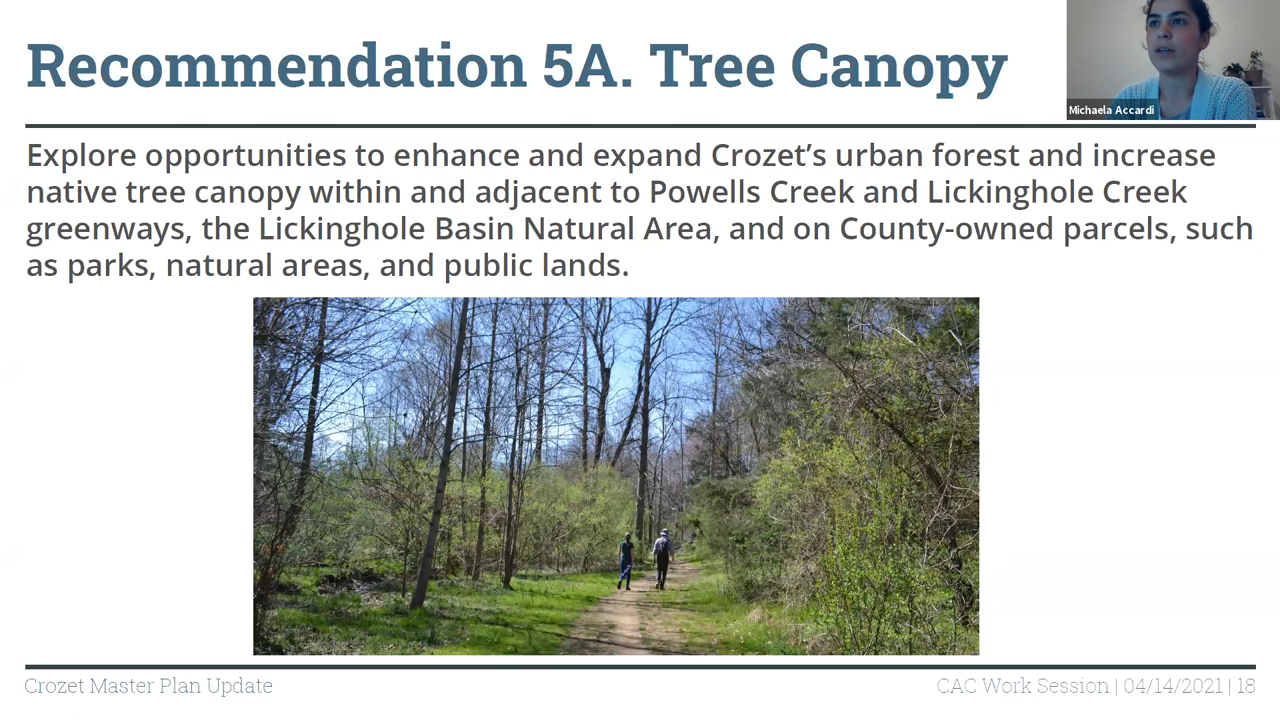 Recommendation 5A. Tree Canopy
Michaela Accardi
Explore opportunities to enhance and expand Crozet's urban forest and increase
native tree canopy within and adjacent to Powells Creek and Lickinghole Creek
greenways, the Lickinghole Basin Natural Area, and on County-owned parcels, such
as parks, natural areas, and public lands.
Crozet Master Plan Update
CAC Work Session | 04/14/2021 | 18